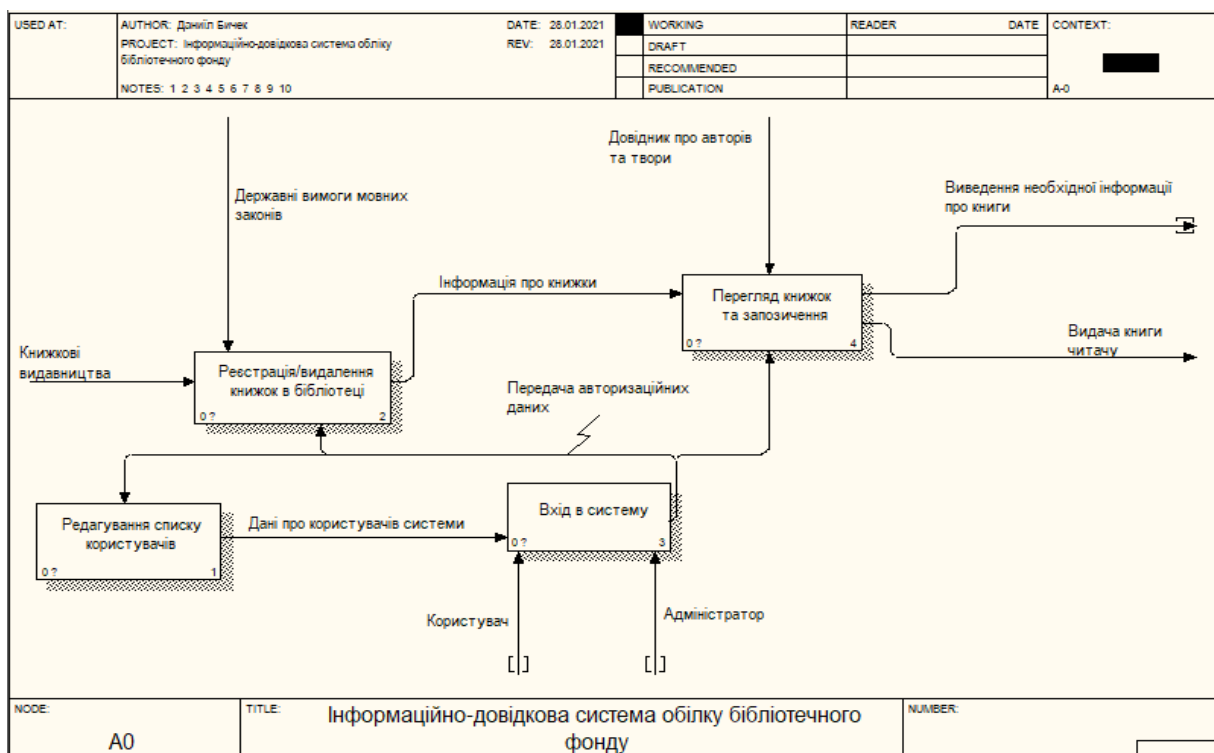 USED AT:
AUTHOR: Даниїл Бичек
DATE: 28.01.2021
PROJECT: Інформаційно-довідкова система обліку
бібліотечного фонду
REV: 28.01.2021
NOTES: 1 2 3 4 5 6 7 8 9 10
WORKING
DRAFT
RECOMMENDED
PUBLICATION
READER
DATE
CONTEXT:
A-0
Довідник про авторів
та твори
Державні вимоги мовних
законів
Виведення необхідної інформації
про книги
Інформація про книжки
Перегляд книжок
та запозичення
0 ?
4
Видача книги
читачу
Книжкові
видавництва
Реєстрація/видалення
книжок в бібліотеці
0 ?
2
Передача авторизаційних
даних
Редагування списку
користувачів
0 ?
1
Дані про користувачів системи
Вхід в систему
0 ?
3
Користувач
Адміністратор
NODE:
A0
TITLE:
Інформаційно-довідкова система обілку бібліотечного
фонду
NUMBER: